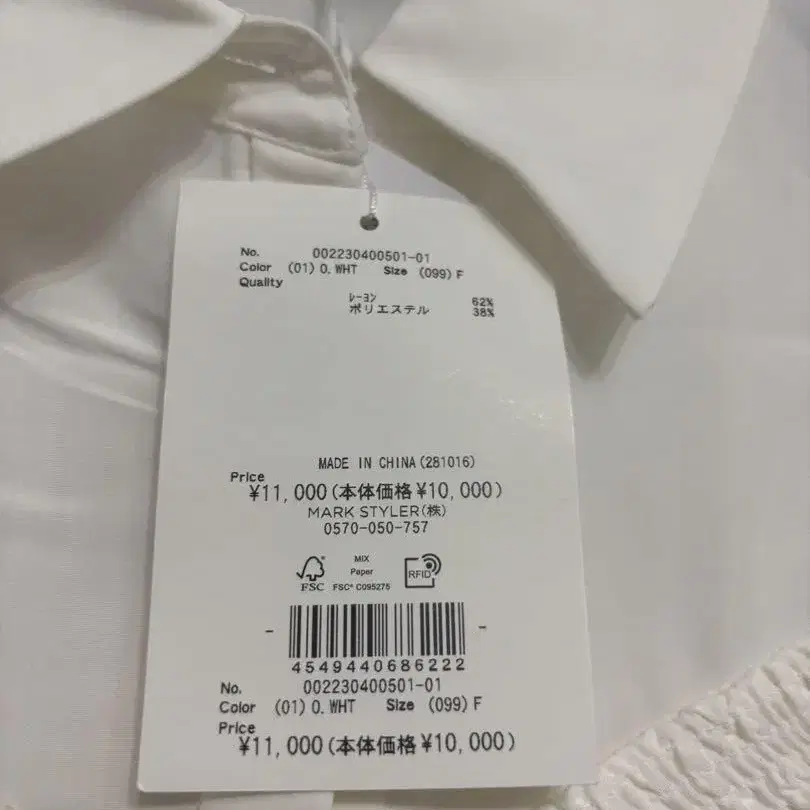 No. 002230400501-01
Color (01) O.WHT Size (099) F
Quality
ﾚｰﾖﾝ 62%
ポリエステル 38%
MADE IN CHINA(281016)
Price
¥11,000(本体価格¥10,000)
MARK STYLER(株)
0570-050-757
FSC
MIX
Paper
FSC® C095275
RFID
4549440686222
No. 002230400501-01
Color (01) O.WHT Size (099) F
Price
¥11,000(本体価格¥10,000)